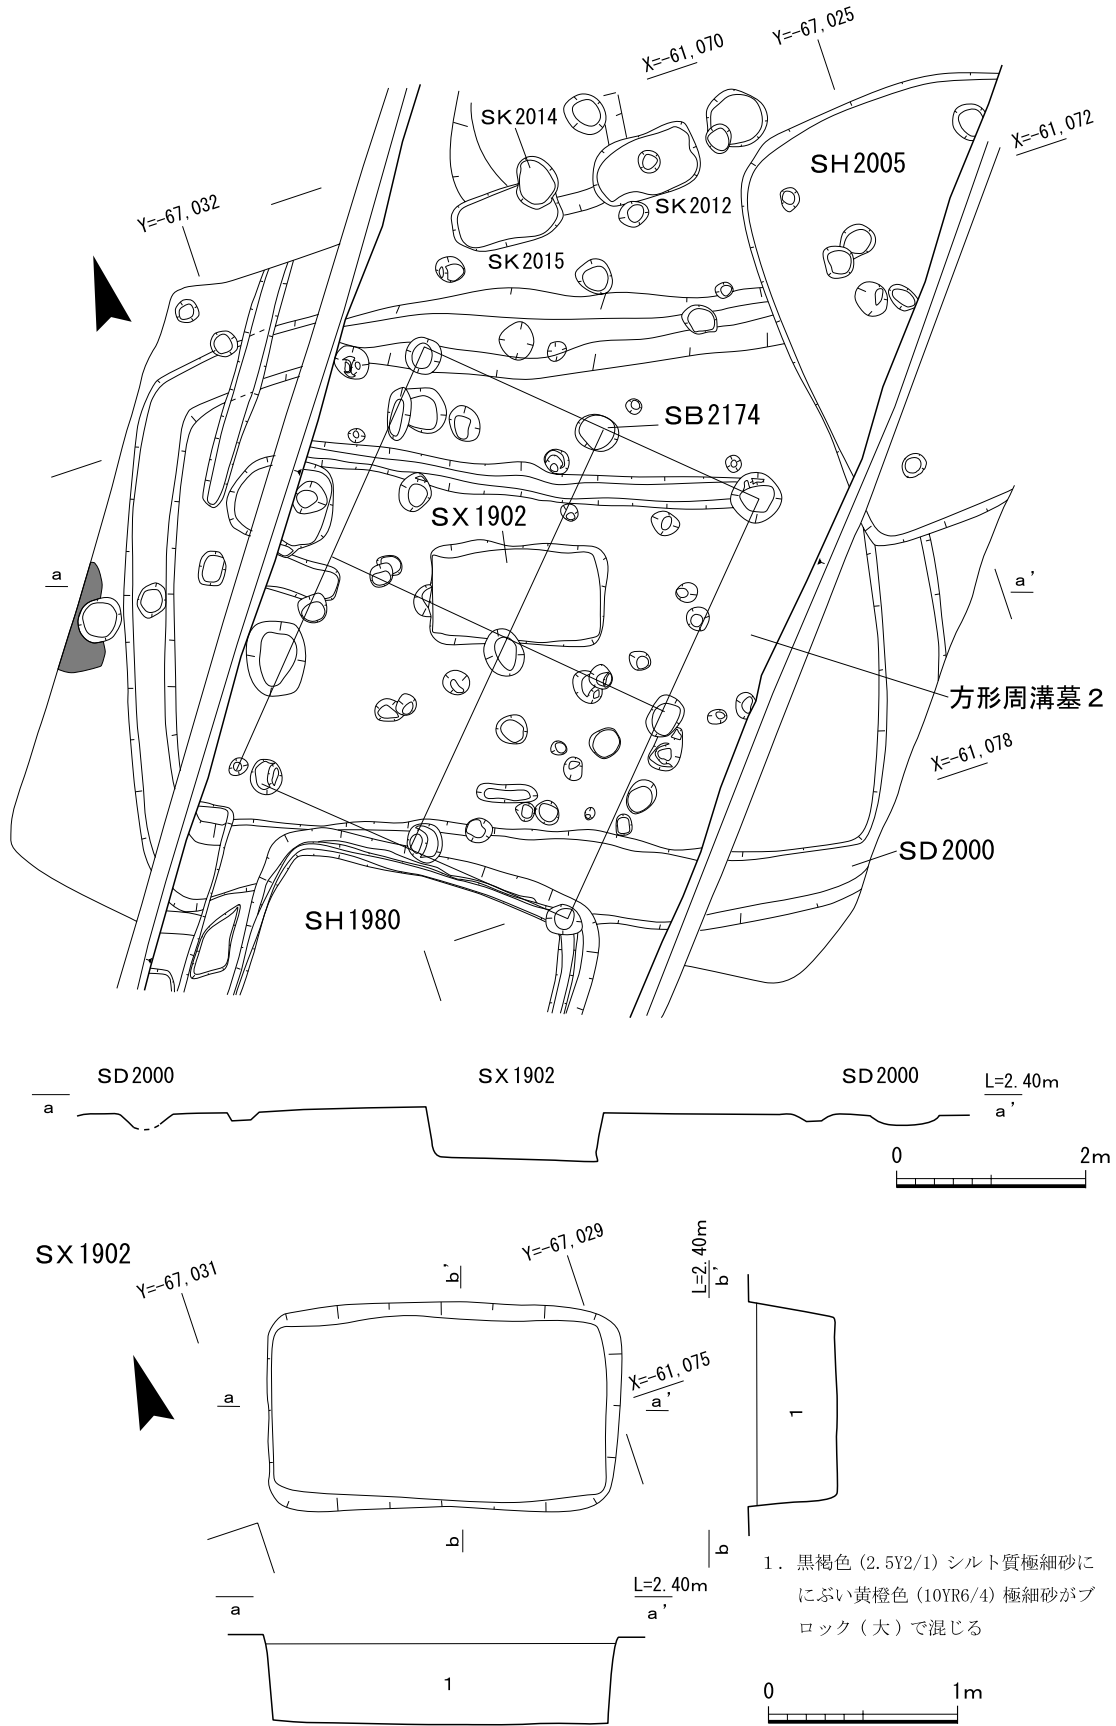 Y=-67,025
X=-61,070
X=-61,072
SK2014
SH2005
Y=-67,032
SK2012
SK2015
SB2174
SX1902
a
a'
方形周溝墓2
X=-61,078
SD2000
SH1980
SD2000
SX1902
SD2000
L=2.40m
a
a'
0
2m
SX1902
Y=-67,031
Y=-67,029
b'
L=2.40m
b'
X=-61,075
a
a'
1
b
b
1. 黒褐色(2.5Y2/1)シルト質極細砂に
にぶい黄橙色(10YR6/4)極細砂がブ
ロック(大)で混じる
L=2.40m
a
a'
1
0
1m